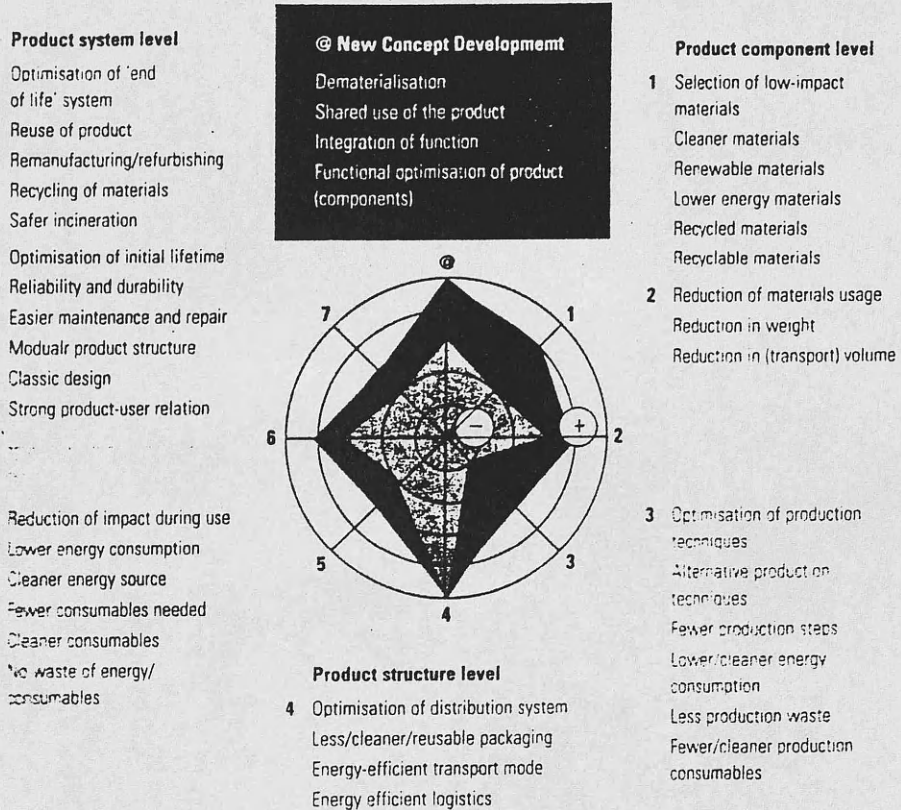 Product system level
Optimisation of 'end
of life' system
Reuse of product
Remanufacturing/refurbishing
Recycling of materials
Safer incineration
Optimisation of initial lifetime
Reliability and durability
Easier maintenance and repair
Modualr product structure
Classic design
Strong product-user relation
Reduction of impact during use
Lower energy consumption
Cleaner energy source
Fewer consumables needed
Cleaner consumables
No waste of energy/
consumables
@ New Concept Developmemt
Dematerialisation
Shared use of the product
Integration of function
Functional optimisation of product
(components)
@
7
1
6
−
+
2
5
3
4
Product structure level
4 Optimisation of distribution system
Less/cleaner/reusable packaging
Energy-efficient transport mode
Energy efficient logistics
Product component level
1 Selection of low-impact
materials
Cleaner materials
Renewable materials
Lower energy materials
Recycled materials
Recyclable materials
2 Reduction of materials usage
Reduction in weight
Reduction in (transport) volume
3 Optimisation of production
techniques
Alternative production
techniques
Fewer production steps
Lower/cleaner energy
consumption
Less production waste
Fewer/cleaner production
consumables